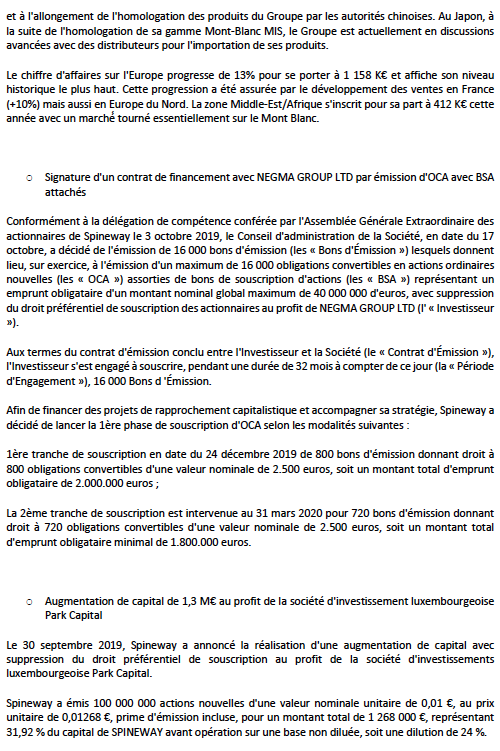 et à l'allongement de l'homologation des produits du Groupe par les autorités chinoises. Au Japon, à
la suite de l'homologation de sa gamme Mont-Blanc MIS, le Groupe est actuellement en discussions
avancées avec des distributeurs pour l'importation de ses produits.
Le chiffre d'affaires sur l'Europe progresse de 13% pour se porter à 1 158 K€ et affiche son niveau
historique le plus haut. Cette progression a été assurée par le développement des ventes en France
(+10%) mais aussi en Europe du Nord. La zone Middle-Est/Afrique s'inscrit pour sa part à 412 K€ cette
année avec un marché tourné essentiellement sur le Mont Blanc.
○ Signature d'un contrat de financement avec NEGMA GROUP LTD par émission d'OCA avec BSA
attachés
Conformément à la délégation de compétence conférée par l'Assemblée Générale Extraordinaire des
actionnaires de Spineway le 3 octobre 2019, le Conseil d'administration de la Société, en date du 17
octobre, a décidé de l'émission de 16 000 bons d'émission (les « Bons d'Émission ») lesquels donnent
lieu, sur exercice, à l'émission d'un maximum de 16 000 obligations convertibles en actions ordinaires
nouvelles (les « OCA ») assorties de bons de souscription d'actions (les « BSA ») représentant un
emprunt obligataire d'un montant nominal global maximum de 40 000 000 d'euros, avec suppression
du droit préférentiel de souscription des actionnaires au profit de NEGMA GROUP LTD (l' « Investisseur
»).
Aux termes du contrat d'émission conclu entre l'Investisseur et la Société (le « Contrat d'Émission »),
l'Investisseur s'est engagé à souscrire, pendant une durée de 32 mois à compter de ce jour (la « Période
d'Engagement »), 16 000 Bons d 'Émission.
Afin de financer des projets de rapprochement capitalistique et accompagner sa stratégie, Spineway a
décidé de lancer la 1ère phase de souscription d'OCA selon les modalités suivantes :
1ère tranche de souscription en date du 24 décembre 2019 de 800 bons d'émission donnant droit à
800 obligations convertibles d'une valeur nominale de 2.500 euros, soit un montant total d'emprunt
obligataire de 2.000.000 euros ;
La 2ème tranche de souscription est intervenue au 31 mars 2020 pour 720 bons d'émission donnant
droit à 720 obligations convertibles d'une valeur nominale de 2.500 euros, soit un montant total
d'emprunt obligataire minimal de 1.800.000 euros.
○ Augmentation de capital de 1,3 M€ au profit de la société d'investissement luxembourgeoise
Park Capital
Le 30 septembre 2019, Spineway a annoncé la réalisation d'une augmentation de capital avec
suppression du droit préférentiel de souscription au profit de la société d'investissements
luxembourgeoise Park Capital.
Spineway a émis 100 000 000 actions nouvelles d'une valeur nominale unitaire de 0,01 €, au prix
unitaire de 0,01268 €, prime d'émission incluse, pour un montant total de 1 268 000 €, représentant
31,92 % du capital de SPINEWAY avant opération sur une base non diluée, soit une dilution de 24 %.